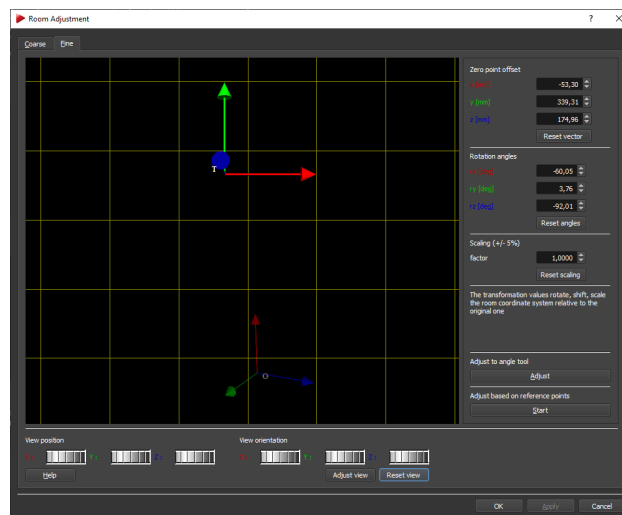 Room Adjustment
Coarse
Fine
T
O
Zero point offset
x [mm] -53,30
y [mm] 339,31
z [mm] 174,96
Reset vector
Rotation angles
rx [deg] -60,05
ry [deg] 3,76
rz [deg] -92,01
Reset angles
Scaling (+/- 5%)
factor 1,0000
Reset scaling
The transformation values rotate, shift, scale
the room coordinate system relative to the
original one
Adjust to angle tool
Adjust
Adjust based on reference points
Start
View position
X : Y : Z :
Help
View orientation
X : Y : Z :
Adjust view Reset view
OK Apply Cancel